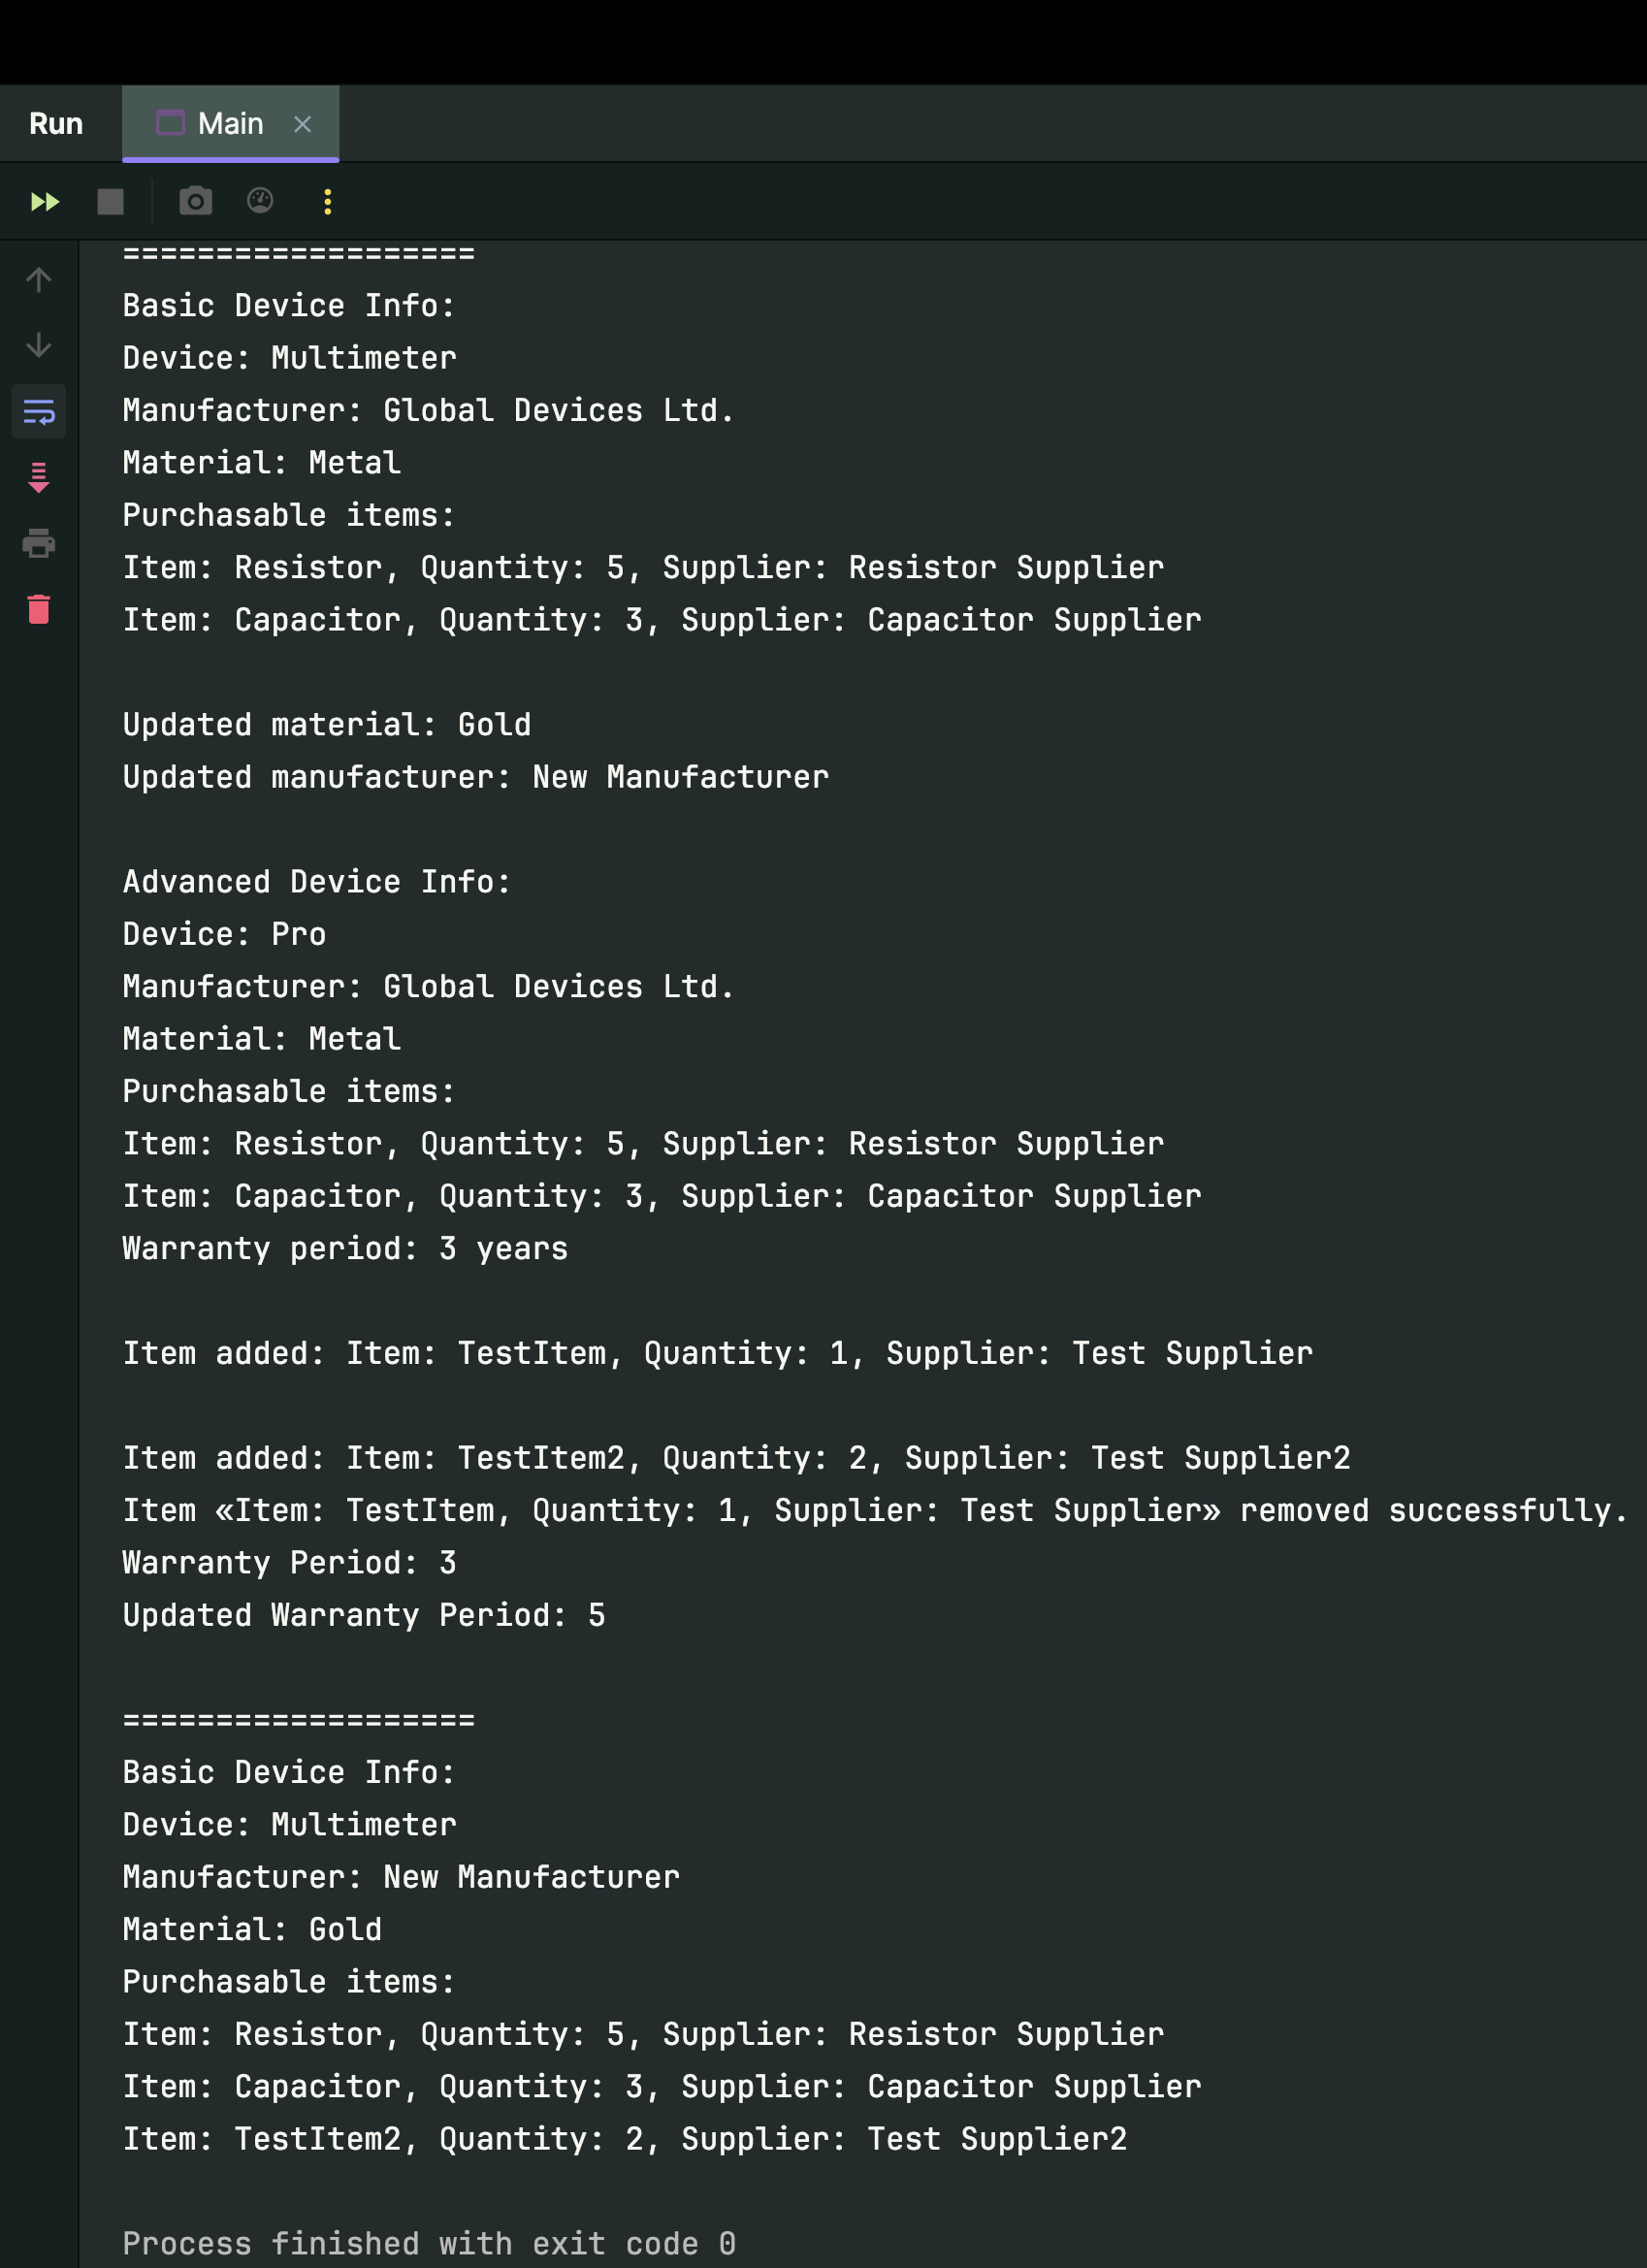 Run Main
===================
Basic Device Info:
Device: Multimeter
Manufacturer: Global Devices Ltd.
Material: Metal
Purchasable items:
Item: Resistor, Quantity: 5, Supplier: Resistor Supplier
Item: Capacitor, Quantity: 3, Supplier: Capacitor Supplier
Updated material: Gold
Updated manufacturer: New Manufacturer
Advanced Device Info:
Device: Pro
Manufacturer: Global Devices Ltd.
Material: Metal
Purchasable items:
Item: Resistor, Quantity: 5, Supplier: Resistor Supplier
Item: Capacitor, Quantity: 3, Supplier: Capacitor Supplier
Warranty period: 3 years
Item added: Item: TestItem, Quantity: 1, Supplier: Test Supplier
Item added: Item: TestItem2, Quantity: 2, Supplier: Test Supplier2
Item «Item: TestItem, Quantity: 1, Supplier: Test Supplier» removed successfully.
Warranty Period: 3
Updated Warranty Period: 5
===================
Basic Device Info:
Device: Multimeter
Manufacturer: New Manufacturer
Material: Gold
Purchasable items:
Item: Resistor, Quantity: 5, Supplier: Resistor Supplier
Item: Capacitor, Quantity: 3, Supplier: Capacitor Supplier
Item: TestItem2, Quantity: 2, Supplier: Test Supplier2
Process finished with exit code 0